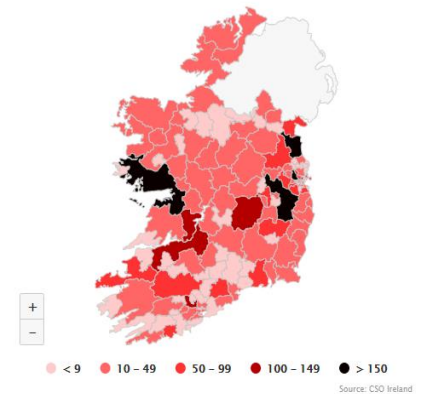 +
−
< 9
10 – 49
50 – 99
100 – 149
> 150
Source: CSO Ireland